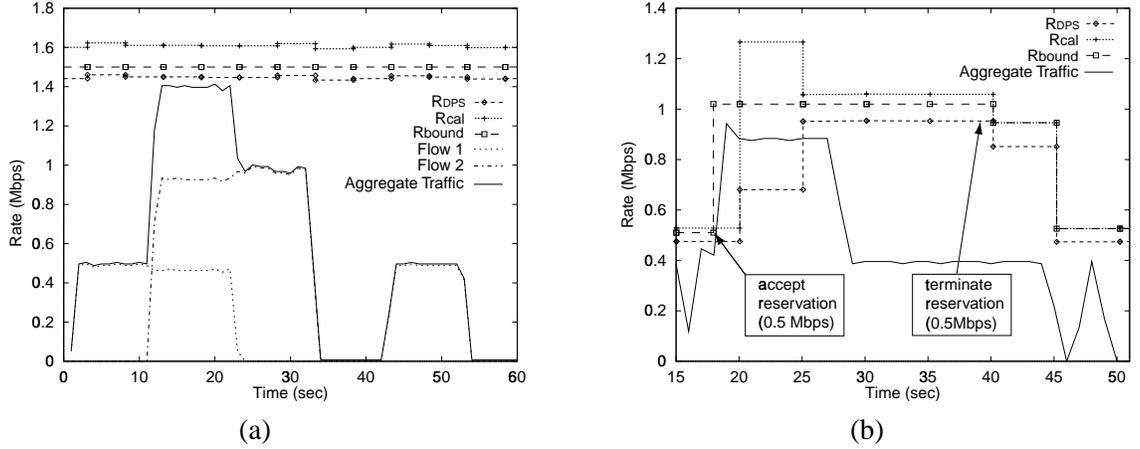 1.8
1.6
1.4
1.2
1
0.8
0.6
0.4
0.2
0
Rate (Mbps)
RDPS
Rcal
Rbound
Flow 1
Flow 2
Aggregate Traffic
0 10 20 30 40 50 60
Time (sec)
(a)
1.4
1.2
1
0.8
0.6
0.4
0.2
0
Rate (Mbps)
RDPS
Rcal
Rbound
Aggregate Traffic
accept
reservation
(0.5 Mbps)
terminate
reservation
(0.5Mbps)
15 20 25 30 35 40 45 50
Time (sec)
(b)